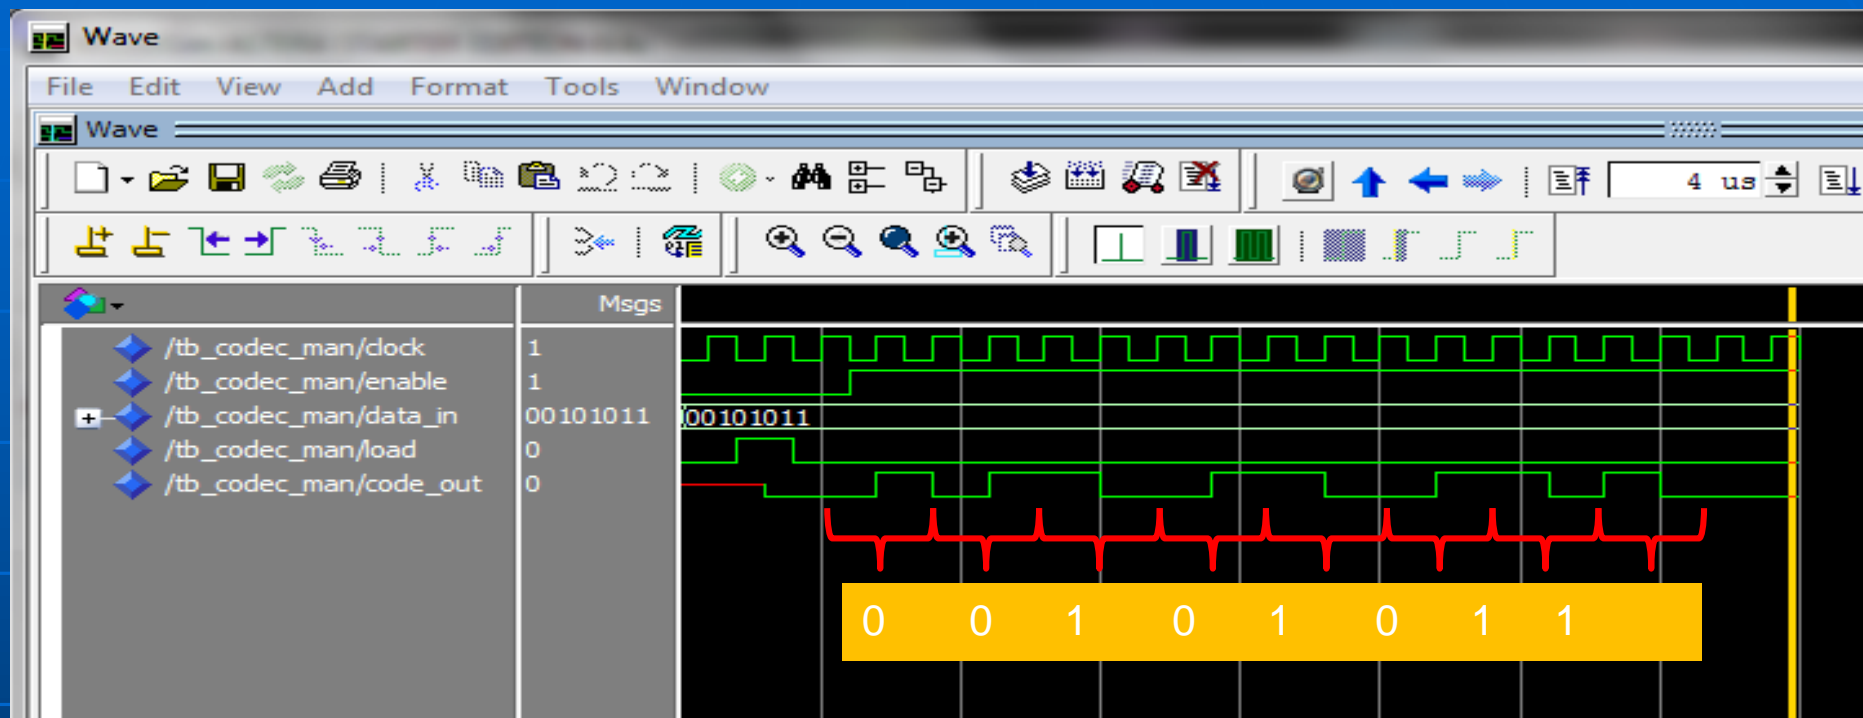 Wave
File Edit View Add Format Tools Window
Wave
4 us
Msgs
/tb_codec_man/clock 1
/tb_codec_man/enable 1
/tb_codec_man/data_in 00101011 00101011
/tb_codec_man/load 0
/tb_codec_man/code_out 0
0 0 1 0 1 0 1 1